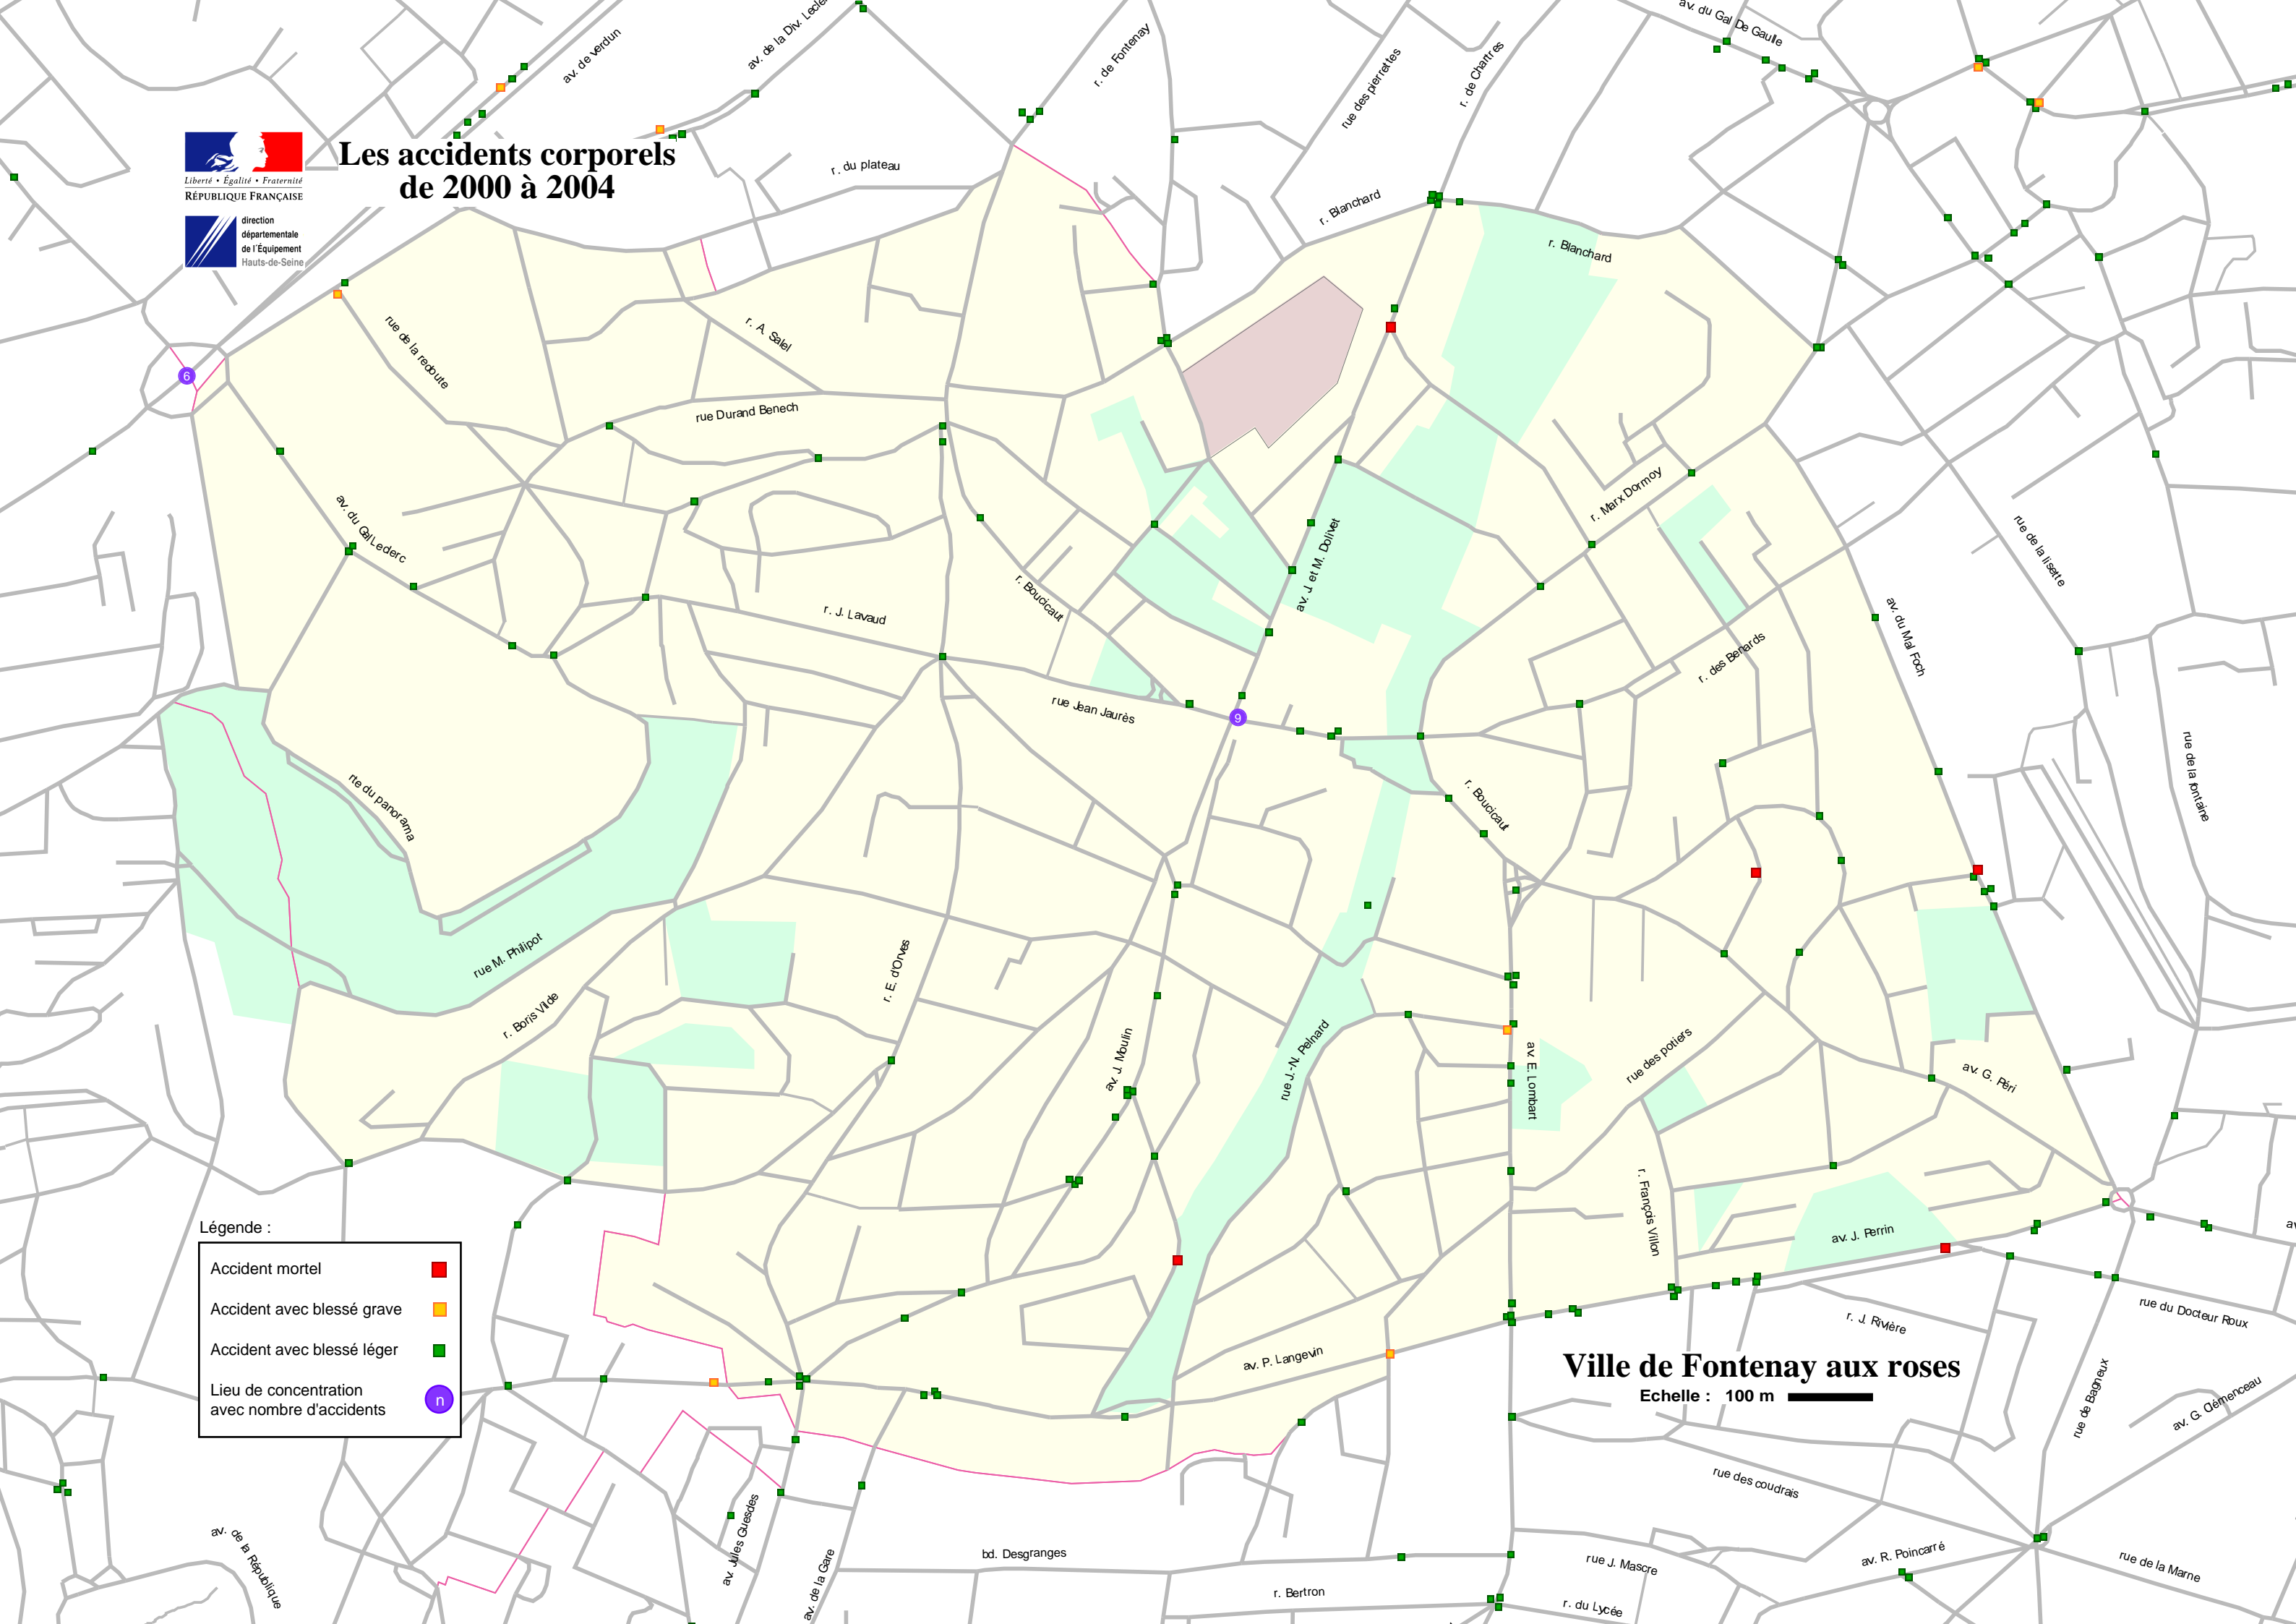 av. du Gal De Gaulle
av. de la Div. Lecle
av. de verdun
r. de Fontenay
rue des pierrettes
r. de Chartres
Liberté • Égalité • Fraternité
RÉPUBLIQUE FRANÇAISE
Les accidents corporels
de 2000 à 2004
r. du plateau
direction
départementale
de l'Équipement
Hauts-de-Seine
r. Blanchard
r. Blanchard
rue de la redoute
r. A. Salel
6
rue Durand Benech
av. du Gal Leclerc
r. Marx Dormoy
av. J. et M. Dolivet
rue de la lisette
r. Boucicaut
r. J. Lavaud
av. du Mal Foch
r. des Benards
rue Jean Jaurès
9
rue de la fontaine
rte du panorama
r. Boucicaut
rue M. Philipot
r. E. d'Orves
r. Boris Vilde
av. J. Moulin
rue J.-N. Pelnard
av. E. Lombart
rue des potiers
av. G. Péri
r. François Villon
av. J. Perrin
Légende :
Accident mortel
Accident avec blessé grave
Accident avec blessé léger
Lieu de concentration
avec nombre d'accidents
n
av. P. Langevin
r. J. Rivière
rue du Docteur Roux
Ville de Fontenay aux roses
Echelle : 100 m
rue de Bagneux
av. G. Clémenceau
rue des coudrais
av. de la République
av. Jules Guesdes
av. de la Gare
bd. Desgranges
r. Bertron
rue J. Mascre
r. du Lycée
av. R. Poincarré
rue de la Marne